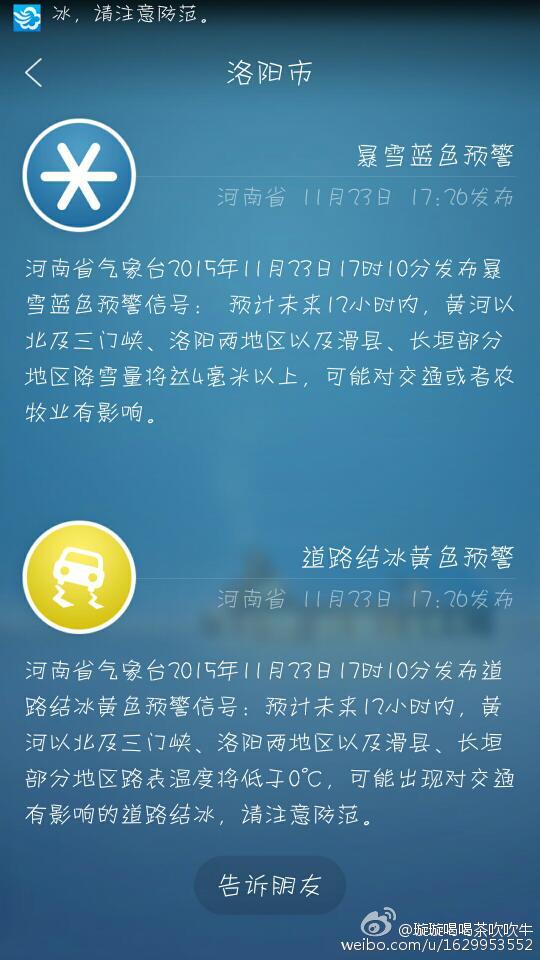 冰，请注意防范。
洛阳市
暴雪蓝色预警
河南省 11月23日 17:26发布
河南省气象台2015年11月23日17时10分发布暴
雪蓝色预警信号： 预计未来12小时内，黄河以
北及三门峡、洛阳两地区以及滑县、长垣部分
地区降雪量将达4毫米以上，可能对交通或者农
牧业有影响。
道路结冰黄色预警
河南省 11月23日 17:26发布
河南省气象台2015年11月23日17时10分发布道
路结冰黄色预警信号：预计未来12小时内，黄
河以北及三门峡、洛阳两地区以及滑县、长垣
部分地区路表温度将低于0℃，可能出现对交通
有影响的道路结冰，请注意防范。
告诉朋友
@璇璇喝喝茶吹吹牛
weibo.com/u/1629953552